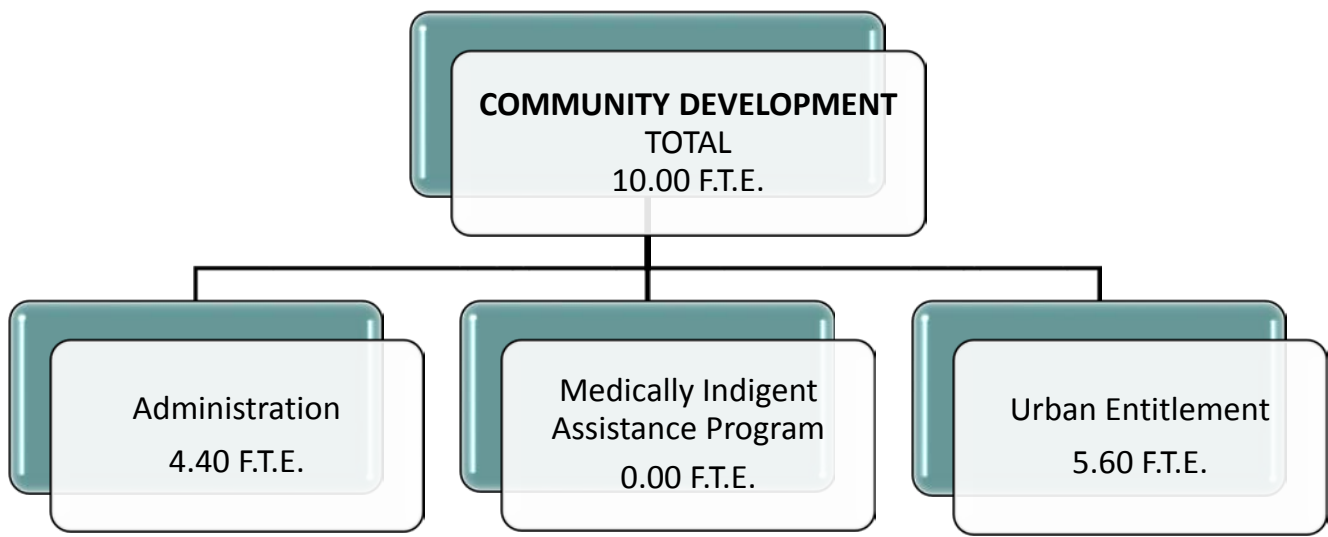 COMMUNITY DEVELOPMENT
TOTAL
10.00 F.T.E.
Administration
4.40 F.T.E.
Medically Indigent
Assistance Program
0.00 F.T.E.
Urban Entitlement
5.60 F.T.E.